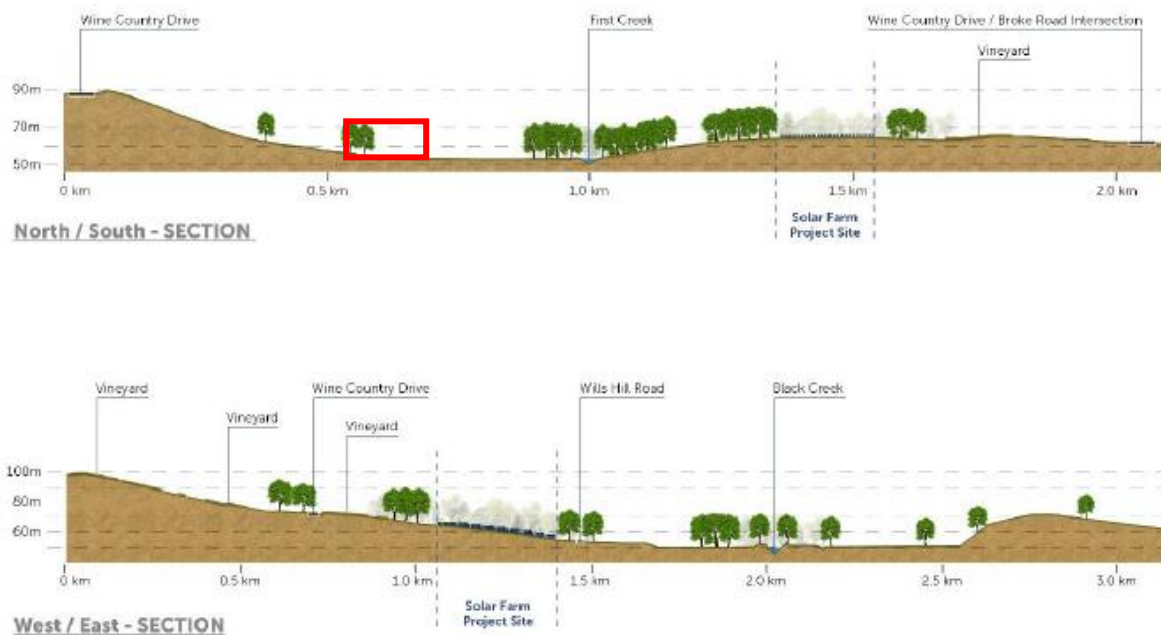 Wine Country Drive
First Creek
Wine Country Drive / Broke Road Intersection
Vineyard
90m
70m
50m
0 km
0.5 km
1.0 km
1.5 km
2.0 km
Solar Farm
Project Site
North / South - SECTION
Vineyard
Wine Country Drive
Wills Hill Road
Black Creek
Vineyard
Vineyard
100m
80m
60m
0 km
0.5 km
1.0 km
1.5 km
2.0 km
2.5 km
3.0 km
Solar Farm
Project Site
West / East - SECTION